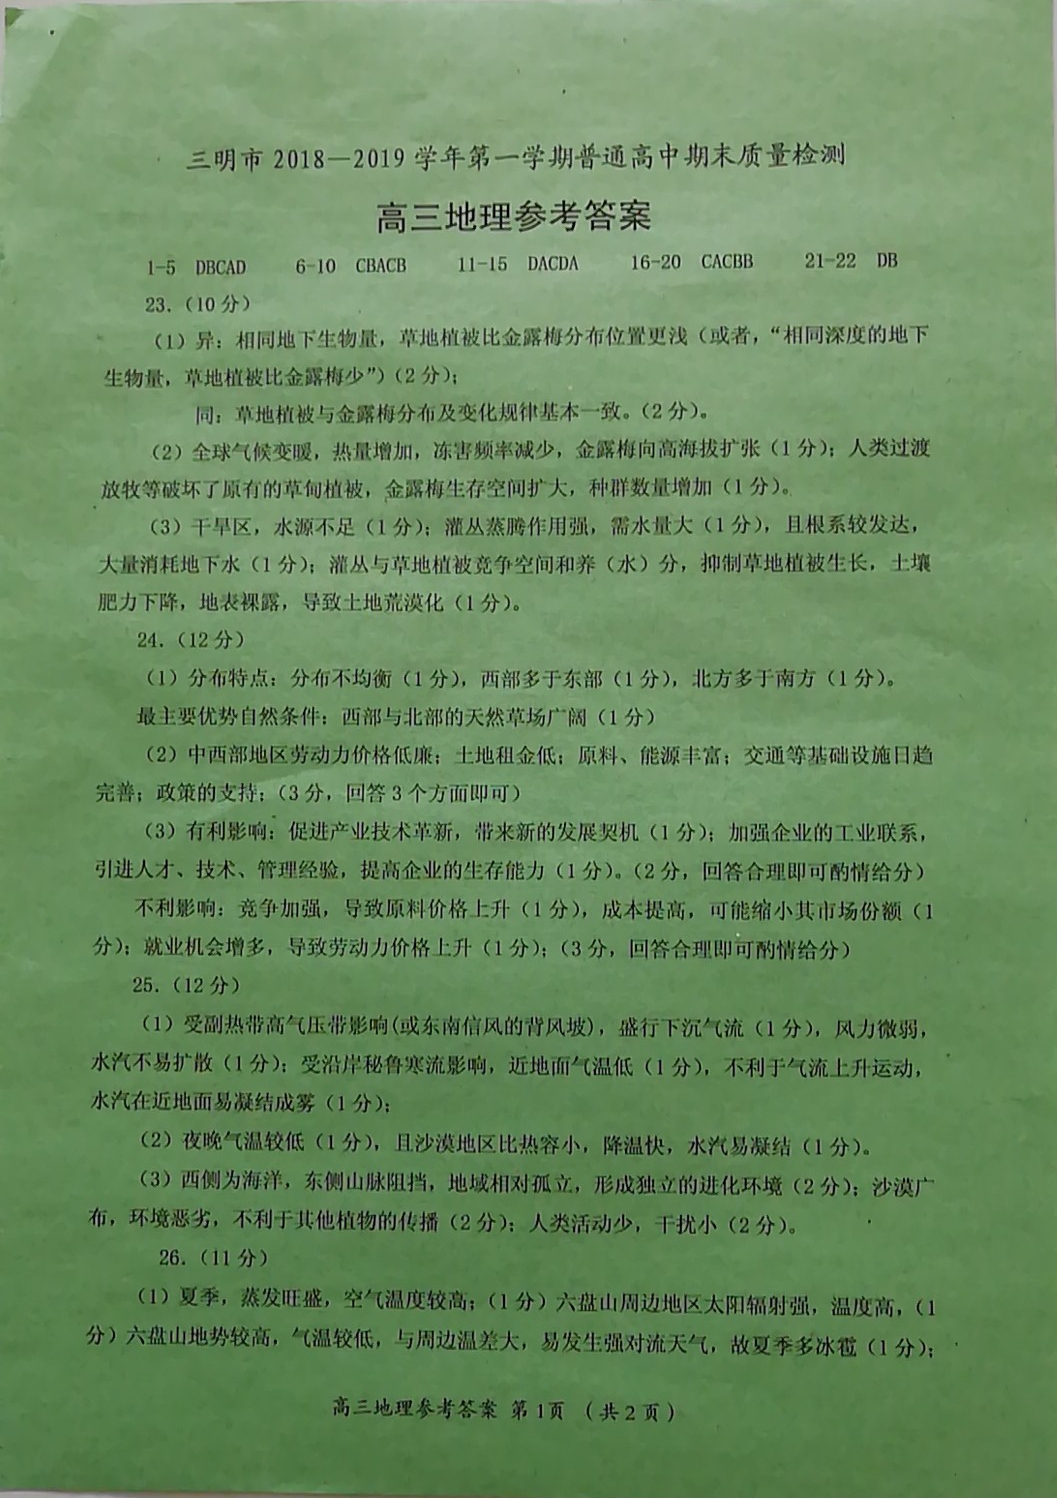 三明市 2018—2019 学年第一学期普通高中期末质量检测
高三地理参考答案
1-5 DBCAD 6-10 CBACB 11-15 DACDA 16-20 CACBB 21-22 DB
23.（10 分）
（1）异：相同地下生物量，草地植被比金露梅分布位置更浅（或者，“相同深度的地下
生物量，草地植被比金露梅少”）（2 分）；
同：草地植被与金露梅分布及变化规律基本一致。（2 分）。
（2）全球气候变暖，热量增加，冻害频率减少，金露梅向高海拔扩张（1 分）；人类过渡
放牧等破坏了原有的草甸植被，金露梅生存空间扩大，种群数量增加（1 分）。
（3）干旱区，水源不足（1 分）；灌丛蒸腾作用强，需水量大（1 分），且根系较发达，
大量消耗地下水（1 分）；灌丛与草地植被竞争空间和养（水）分，抑制草地植被生长，土壤
肥力下降，地表裸露，导致土地荒漠化（1 分）。
24.（12 分）
（1）分布特点：分布不均衡（1 分），西部多于东部（1 分），北方多于南方（1 分）。
最主要优势自然条件：西部与北部的天然草场广阔（1 分）
（2）中西部地区劳动力价格低廉；土地租金低；原料、能源丰富；交通等基础设施日趋
完善；政策的支持；（3 分，回答 3 个方面即可）
（3）有利影响：促进产业技术革新，带来新的发展契机（1 分）；加强企业的工业联系，
引进人才、技术、管理经验，提高企业的生存能力（1 分）。（2 分，回答合理即可酌情给分）
不利影响：竞争加强，导致原料价格上升（1 分），成本提高，可能缩小其市场份额（1
分）；就业机会增多，导致劳动力价格上升（1 分）；（3 分，回答合理即可酌情给分）
25.（12 分）
（1）受副热带高气压带影响(或东南信风的背风坡)，盛行下沉气流（1 分），风力微弱，
水汽不易扩散（1 分）；受沿岸秘鲁寒流影响，近地面气温低（1 分），不利于气流上升运动，
水汽在近地面易凝结成雾（1 分）；
（2）夜晚气温较低（1 分），且沙漠地区比热容小，降温快，水汽易凝结（1 分）。
（3）西侧为海洋，东侧山脉阻挡，地域相对孤立，形成独立的进化环境（2 分）；沙漠广
布，环境恶劣，不利于其他植物的传播（2 分）；人类活动少，干扰小（2 分）。
26.（11 分）
（1）夏季，蒸发旺盛，空气温度较高；（1 分）六盘山周边地区太阳辐射强，温度高，（1
分）六盘山地势较高，气温较低，与周边温差大，易发生强对流天气，故夏季多冰雹（1 分）；
高三地理参考答案 第 1页 （共 2 页）